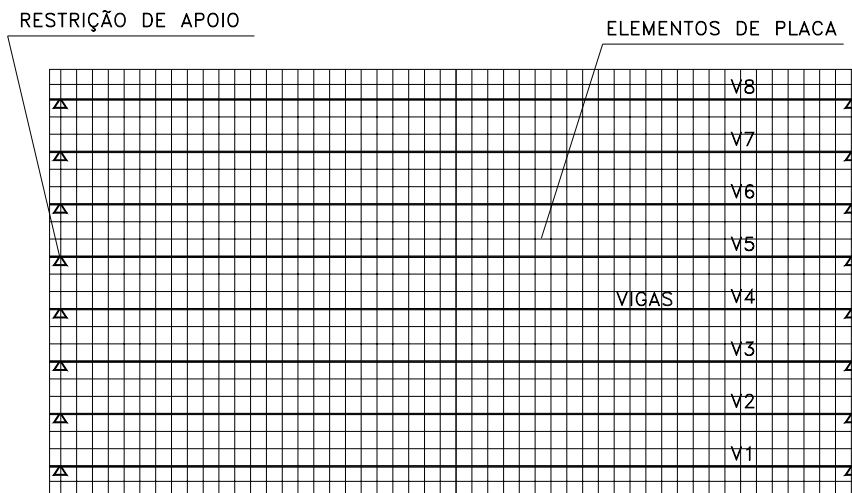 RESTRIÇÃO DE APOIO
ELEMENTOS DE PLACA
V8
V7
V6
V5
VIGAS V4
V3
V2
V1